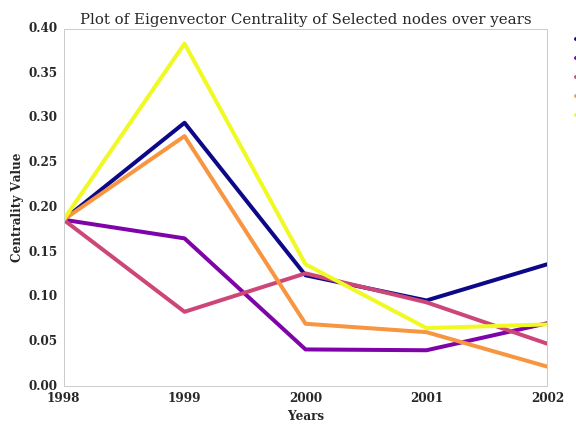 Plot of Eigenvector Centrality of Selected nodes over years
0.40
0.35
0.30
0.25
0.20
0.15
0.10
0.05
0.00
Centrality Value
1998 1999 2000 2001 2002
Years